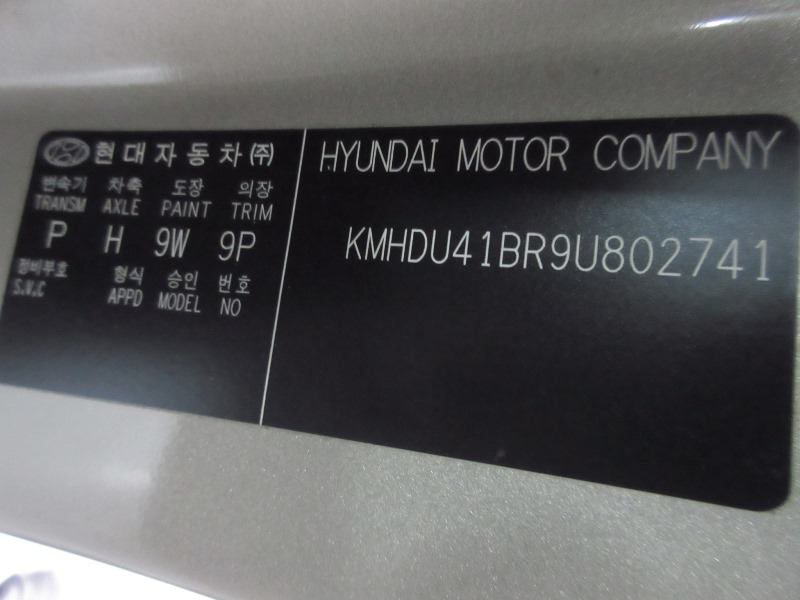 현대자동차(주)
변속기 차축 도장 의장
TRANSM AXLE PAINT TRIM
P H 9W 9P
정비부호 형식 승인 번호
S.V.C APPD MODEL NO
HYUNDAI MOTOR COMPANY
KMHDU41BR9U802741